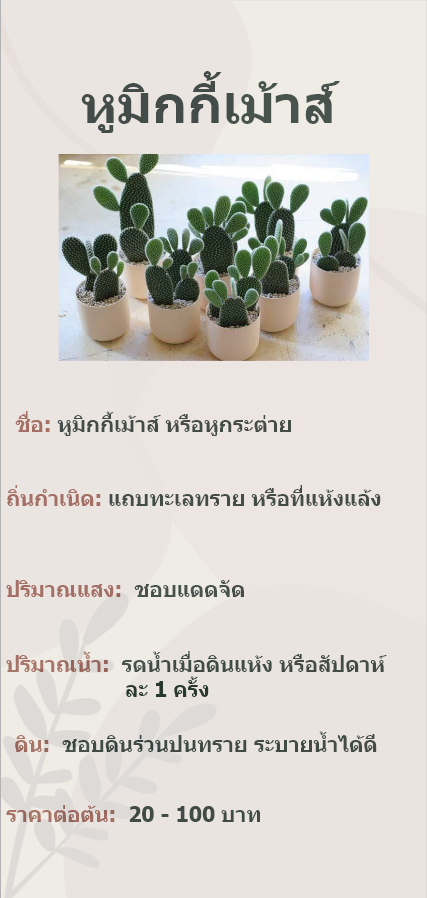 หูมิกกี้เม้าส์
ชื่อ: หูมิกกี้เม้าส์ หรือหูกระต่าย
ถิ่นกำเนิด: แถบทะเลทราย หรือที่แห้งแล้ง
ปริมาณแสง: ชอบแดดจัด
ปริมาณน้ำ: รดน้ำเมื่อดินแห้ง หรือสัปดาห์
ละ 1 ครั้ง
ดิน: ชอบดินร่วนปนทราย ระบายน้ำได้ดี
ราคาต่อต้น: 20 - 100 บาท